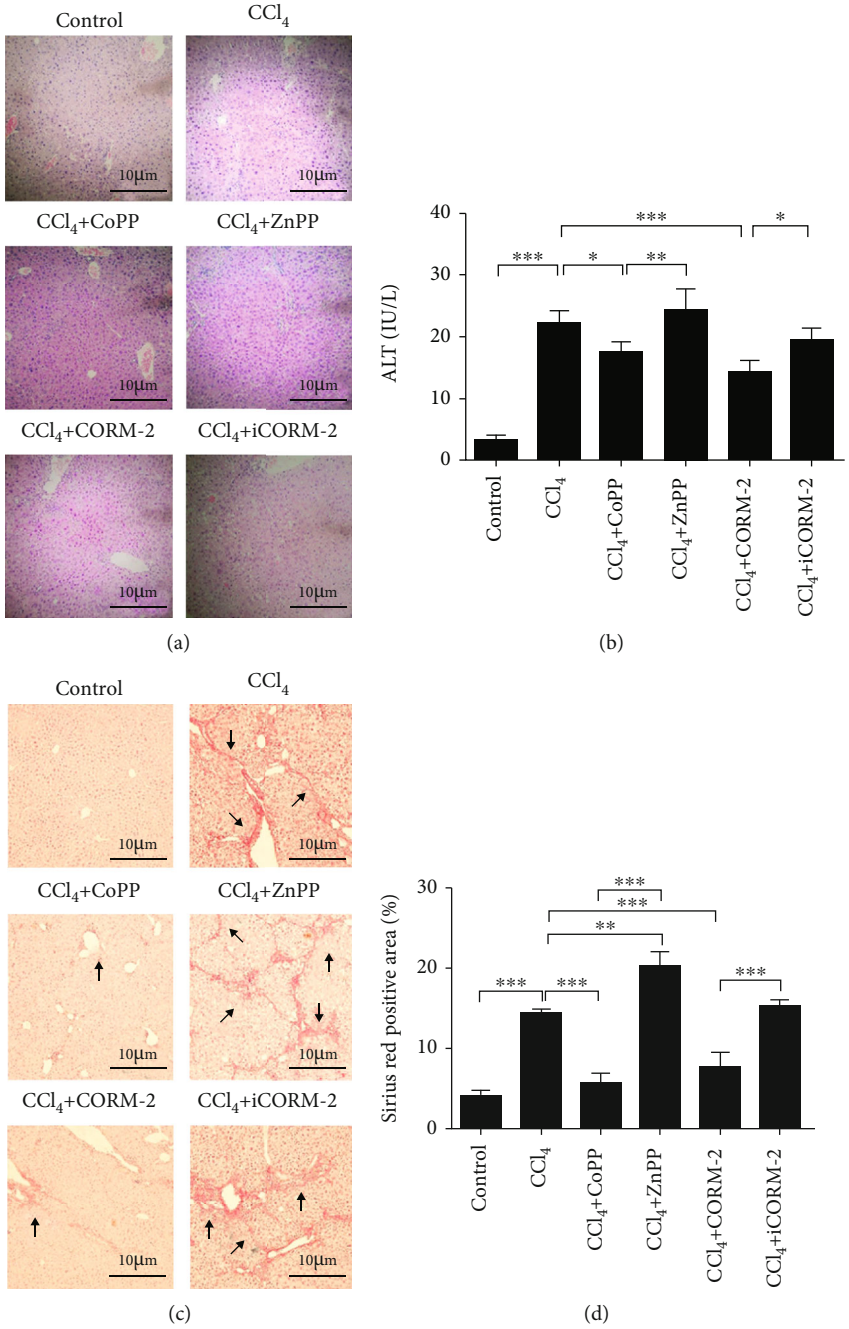 Control
CCl4
10μm
10μm
CCl4+CoPP
CCl4+ZnPP
10μm
10μm
CCl4+CORM-2
CCl4+iCORM-2
10μm
10μm
(a)
ALT (IU/L)
40
30
20
10
0
***
*
***
*
**
Control
CCl4
CCl4+CoPP
CCl4+ZnPP
CCl4+CORM-2
CCl4+iCORM-2
(b)
Control
CCl4
10μm
10μm
CCl4+CoPP
CCl4+ZnPP
10μm
10μm
CCl4+CORM-2
CCl4+iCORM-2
10μm
10μm
(c)
Sirius red positive area (%)
30
20
10
0
***
***
**
***
***
***
Control
CCl4
CCl4+CoPP
CCl4+ZnPP
CCl4+CORM-2
CCl4+iCORM-2
(d)